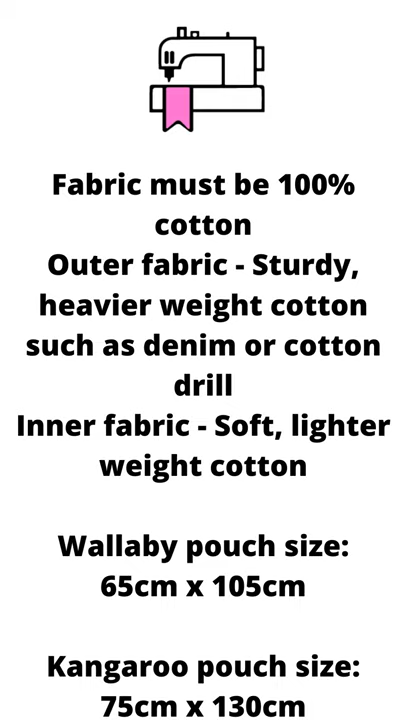 Fabric must be 100%
cotton
Outer fabric - Sturdy,
heavier weight cotton
such as denim or cotton
drill
Inner fabric - Soft, lighter
weight cotton
Wallaby pouch size:
65cm x 105cm
Kangaroo pouch size:
75cm x 130cm